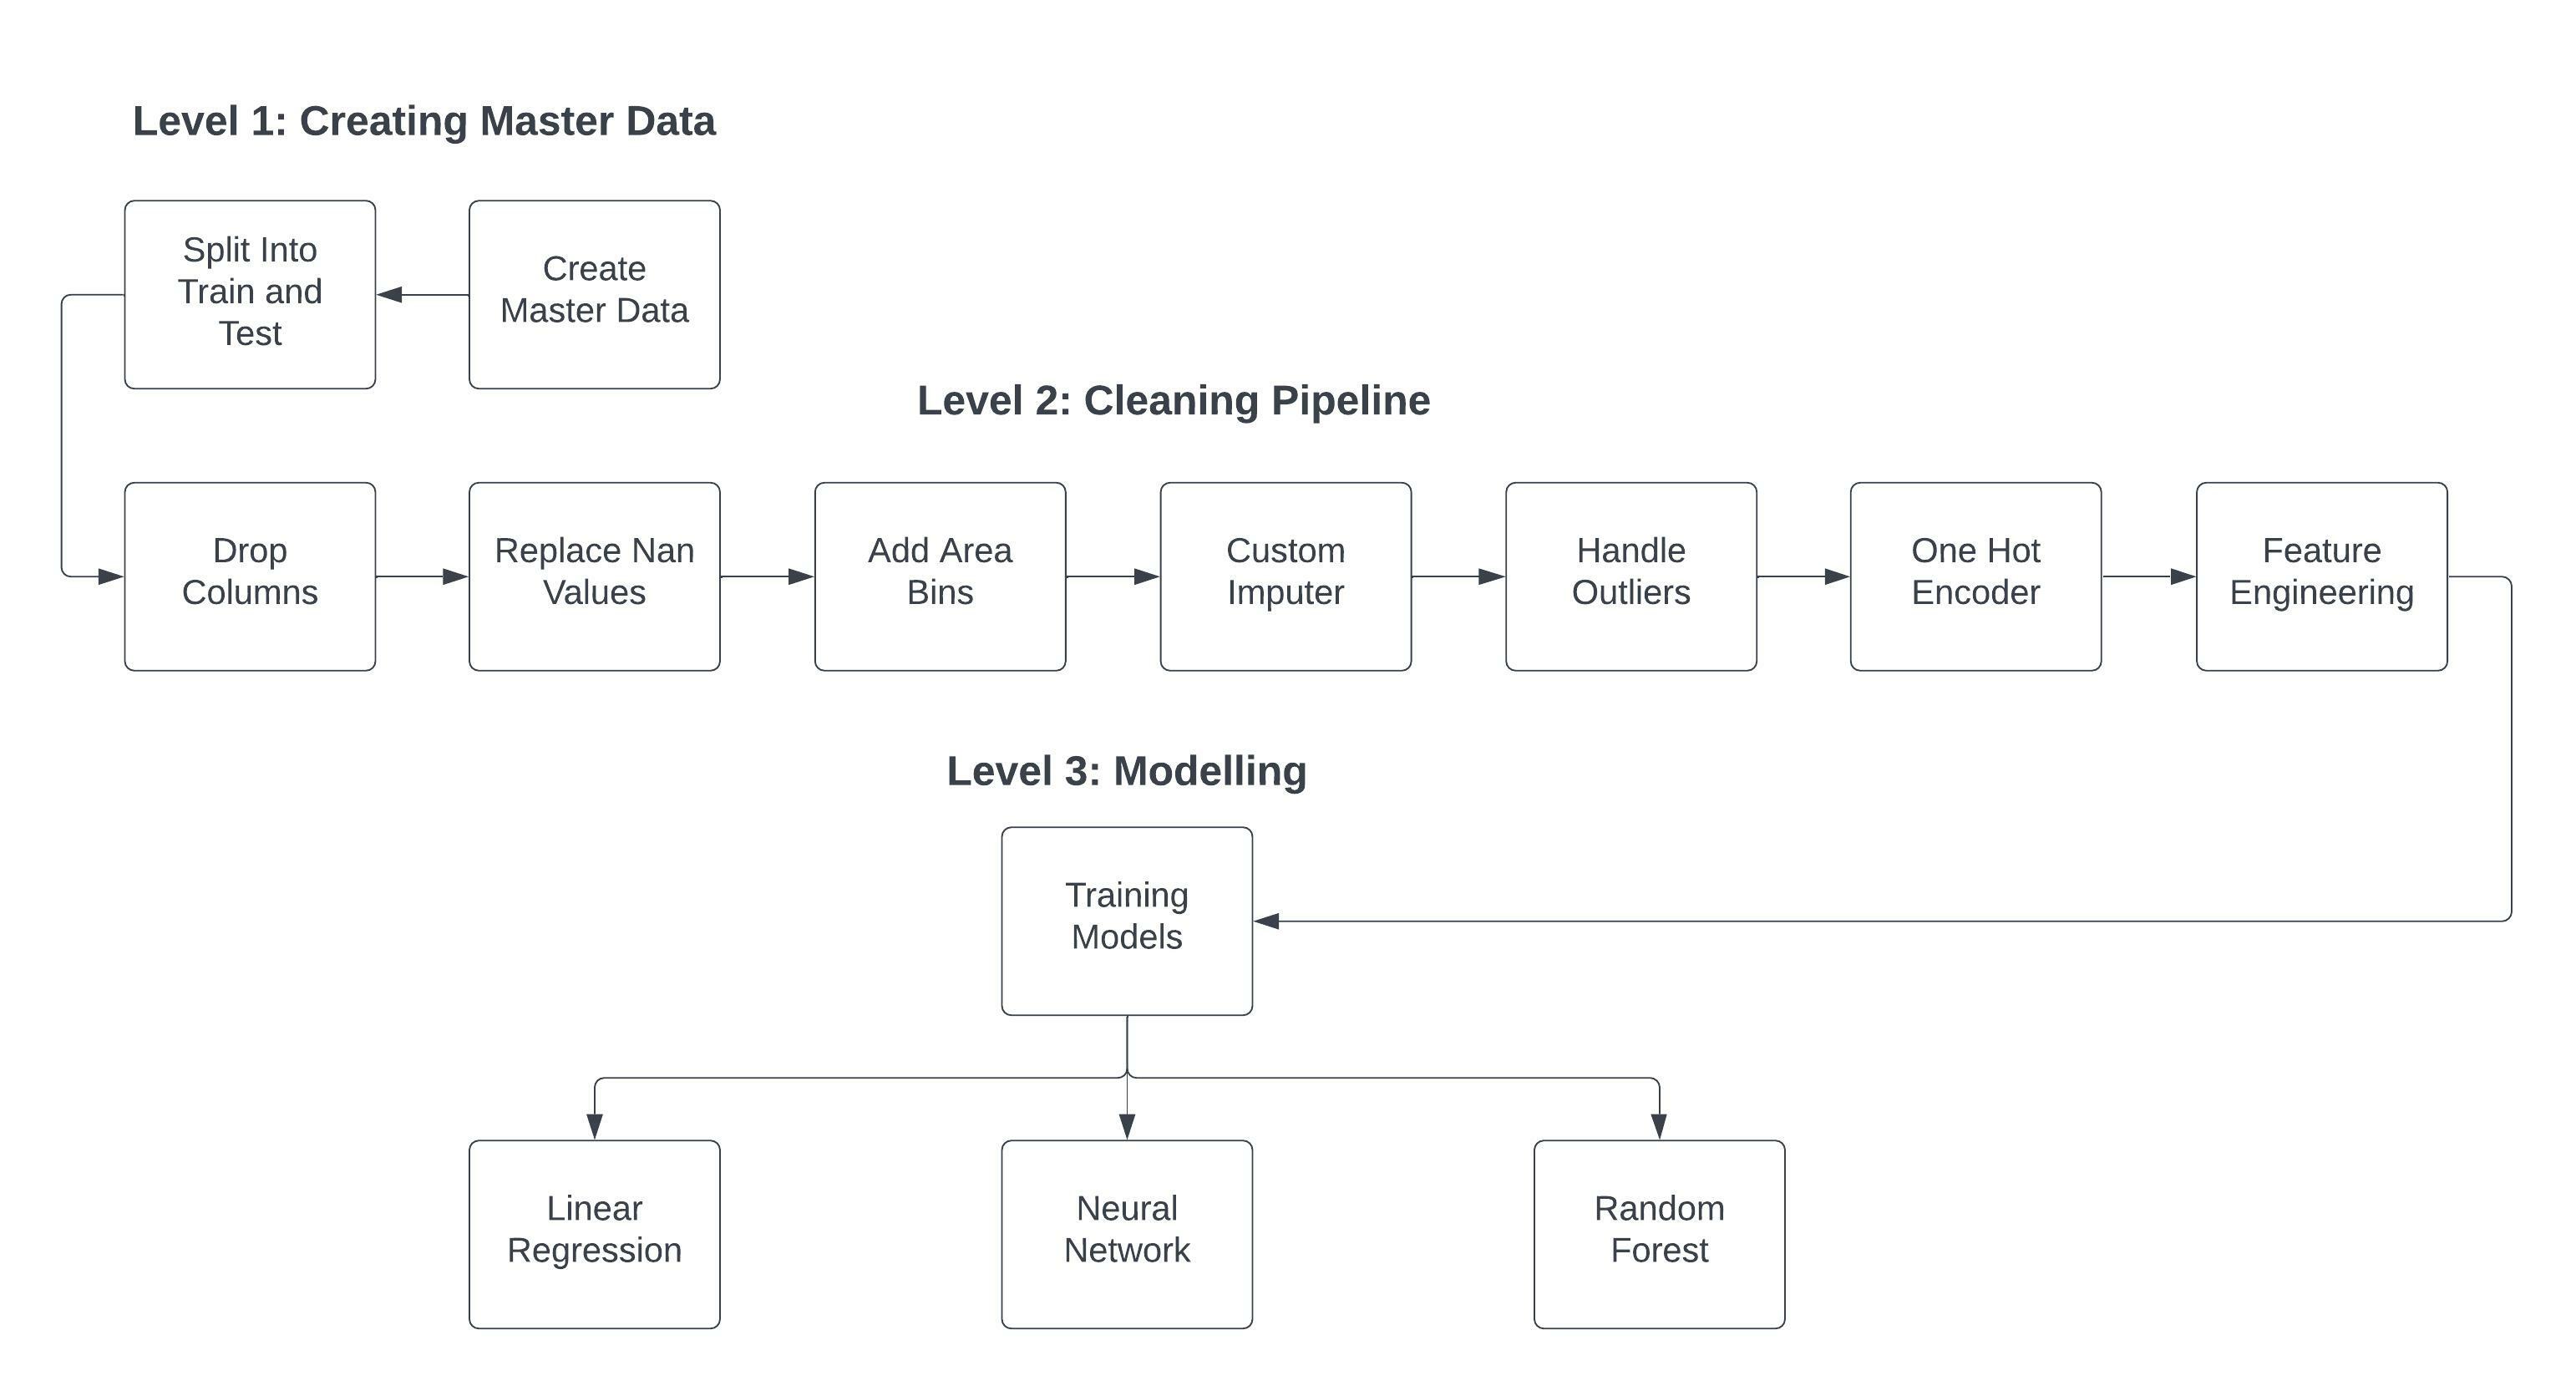 Level 1: Creating Master Data
Split Into
Train and
Test
Create
Master Data
Level 2: Cleaning Pipeline
Drop
Columns
Replace Nan
Values
Add Area
Bins
Custom
Imputer
Handle
Outliers
One Hot
Encoder
Feature
Engineering
Level 3: Modelling
Training
Models
Linear
Regression
Neural
Network
Random
Forest